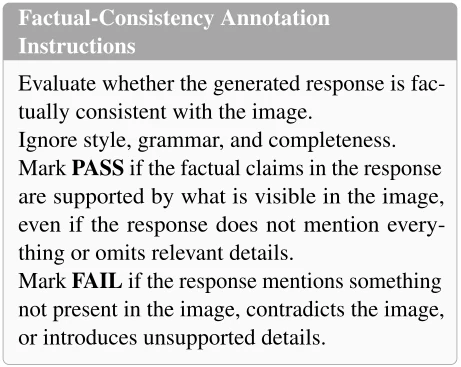 Factual-Consistency Annotation
Instructions
Evaluate whether the generated response is fac-
tually consistent with the image.
Ignore style, grammar, and completeness.
Mark PASS if the factual claims in the response
are supported by what is visible in the image,
even if the response does not mention every-
thing or omits relevant details.
Mark FAIL if the response mentions something
not present in the image, contradicts the image,
or introduces unsupported details.